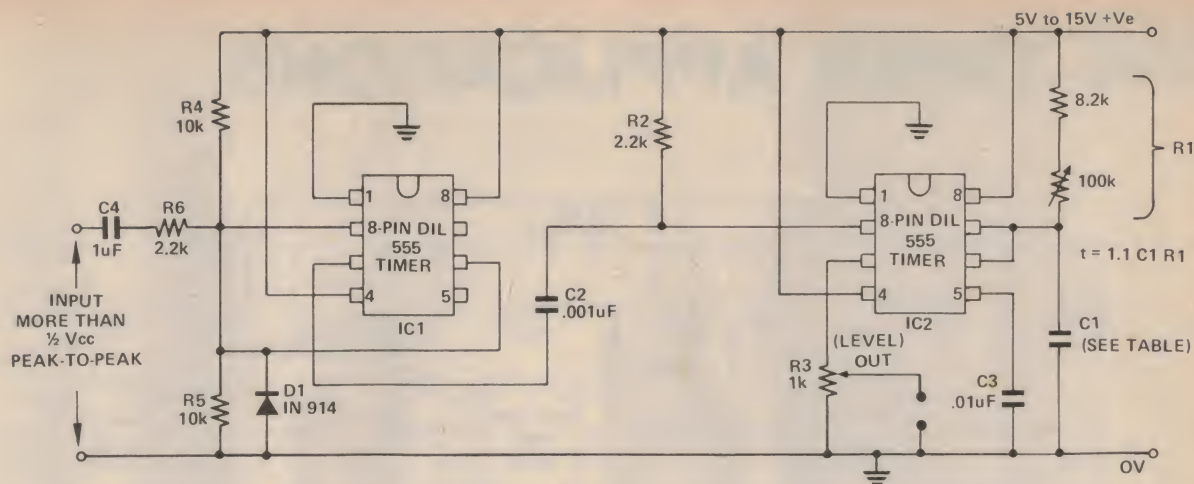 5V to 15V +Ve
R4
10k
R2
2.2k
8.2k
R1
100k
C4
1uF
R6
2.2k
1
8
8-PIN DIL
555
TIMER
4
5
IC1
1
8
8-PIN DIL
555
TIMER
4
5
IC2
t = 1.1 C1 R1
INPUT
MORE THAN
½ Vcc
PEAK-TO-PEAK
C2
.001uF
(LEVEL)
OUT
C1
(SEE TABLE)
R5
10k
D1
IN 914
R3
1k
C3
.01uF
0V